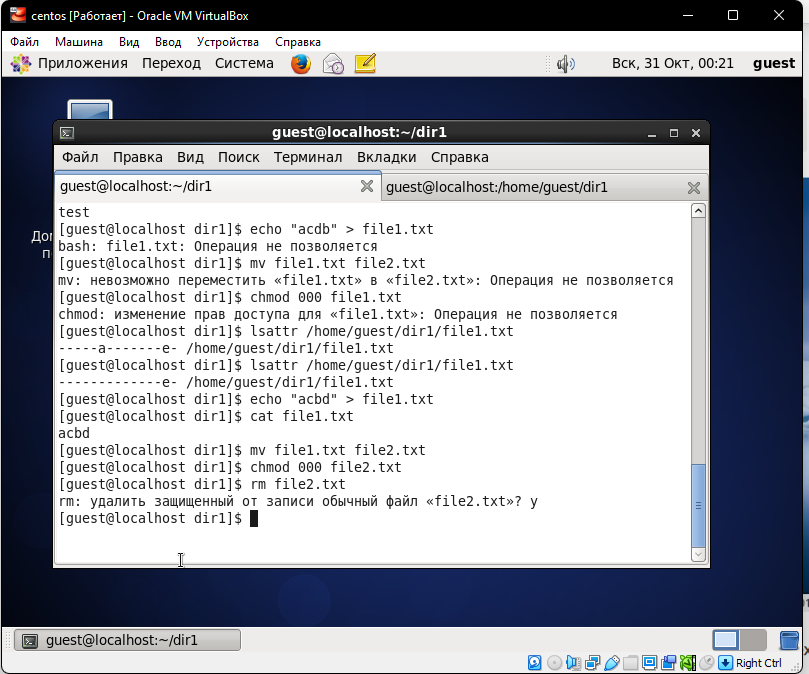 centos [Работает] - Oracle VM VirtualBox
Файл Машина Вид Ввод Устройства Справка
Приложения Переход Система Вск, 31 Окт, 00:21 guest
guest@localhost:~/dir1
Файл Правка Вид Поиск Терминал Вкладки Справка
guest@localhost:~/dir1 guest@localhost:/home/guest/dir1
test
[guest@localhost dir1]$ echo "acdb" > file1.txt
bash: file1.txt: Операция не позволяется
[guest@localhost dir1]$ mv file1.txt file2.txt
mv: невозможно переместить «file1.txt» в «file2.txt»: Операция не позволяется
[guest@localhost dir1]$ chmod 000 file1.txt
chmod: изменение прав доступа для «file1.txt»: Операция не позволяется
[guest@localhost dir1]$ lsattr /home/guest/dir1/file1.txt
-----a-------e- /home/guest/dir1/file1.txt
[guest@localhost dir1]$ lsattr /home/guest/dir1/file1.txt
-------------e- /home/guest/dir1/file1.txt
[guest@localhost dir1]$ echo "acbd" > file1.txt
[guest@localhost dir1]$ cat file1.txt
acbd
[guest@localhost dir1]$ mv file1.txt file2.txt
[guest@localhost dir1]$ chmod 000 file2.txt
[guest@localhost dir1]$ rm file2.txt
rm: удалить защищенный от записи обычный файл «file2.txt»? y
[guest@localhost dir1]$
guest@localhost:~/dir1
Right Ctrl